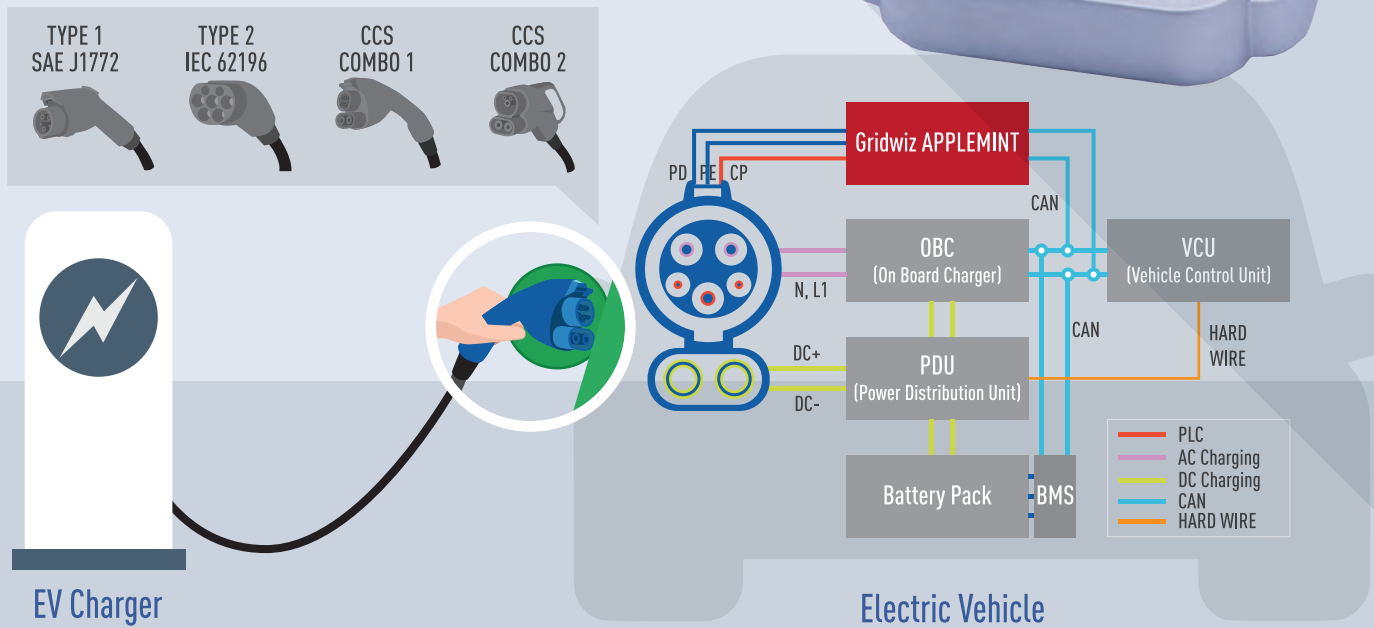 TYPE 1
SAE J1772
TYPE 2
IEC 62196
CCS
COMBO 1
CCS
COMBO 2
PD
PE
CP
Gridwiz APPLEMINT
CAN
OBC
(On Board Charger)
VCU
(Vehicle Control Unit)
N, L1
CAN
HARD
WIRE
DC+
PDU
(Power Distribution Unit)
DC-
Battery Pack
BMS
PLC
AC Charging
DC Charging
CAN
HARD WIRE
EV Charger
Electric Vehicle